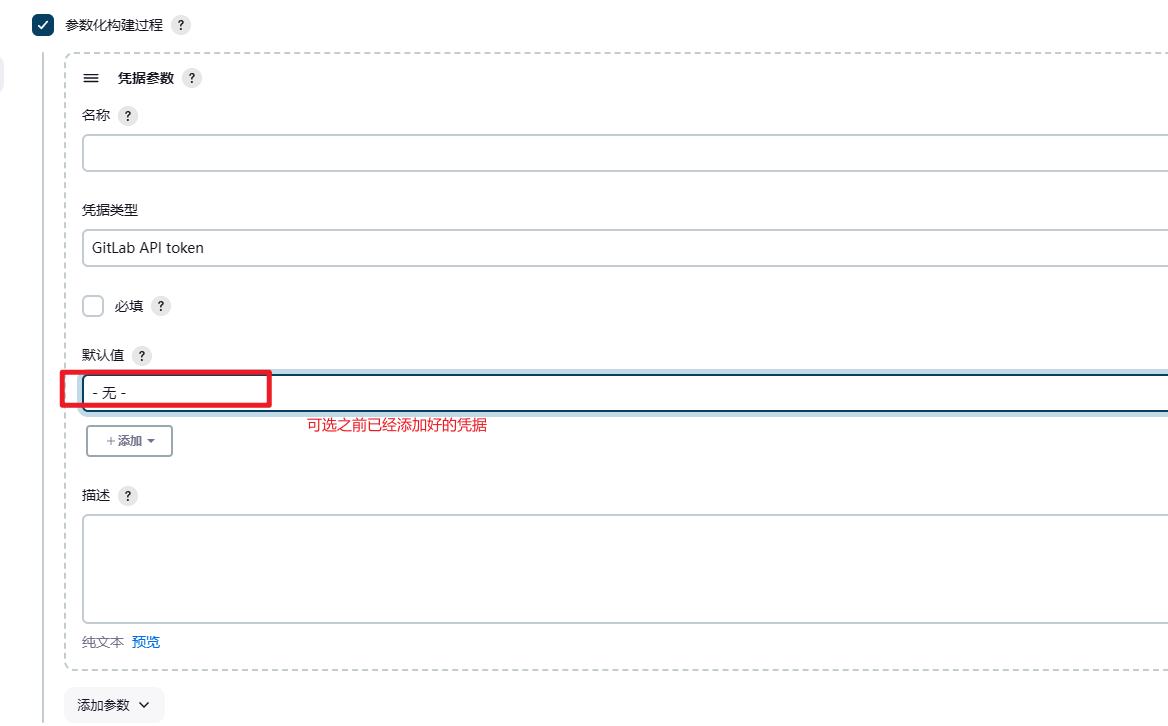 参数化构建过程 ?
凭据参数 ?
名称 ?
凭据类型
GitLab API token
必填 ?
默认值 ?
- 无 -
可选之前已经添加好的凭据
+添加
描述 ?
纯文本 预览
添加参数